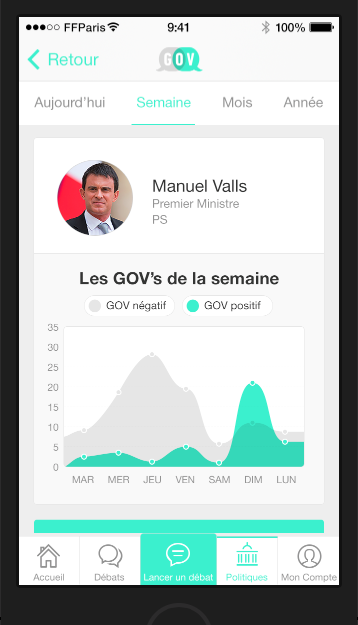 FFParis 9:41 100%
Retour GOV
Aujourd'hui Semaine Mois Année
Manuel Valls
Premier Ministre
PS
Les GOV's de la semaine
GOV négatif GOV positif
35
30
25
20
15
10
5
0
MAR MER JEU VEN SAM DIM LUN
Accueil Débats Lancer un débat Politiques Mon Compte